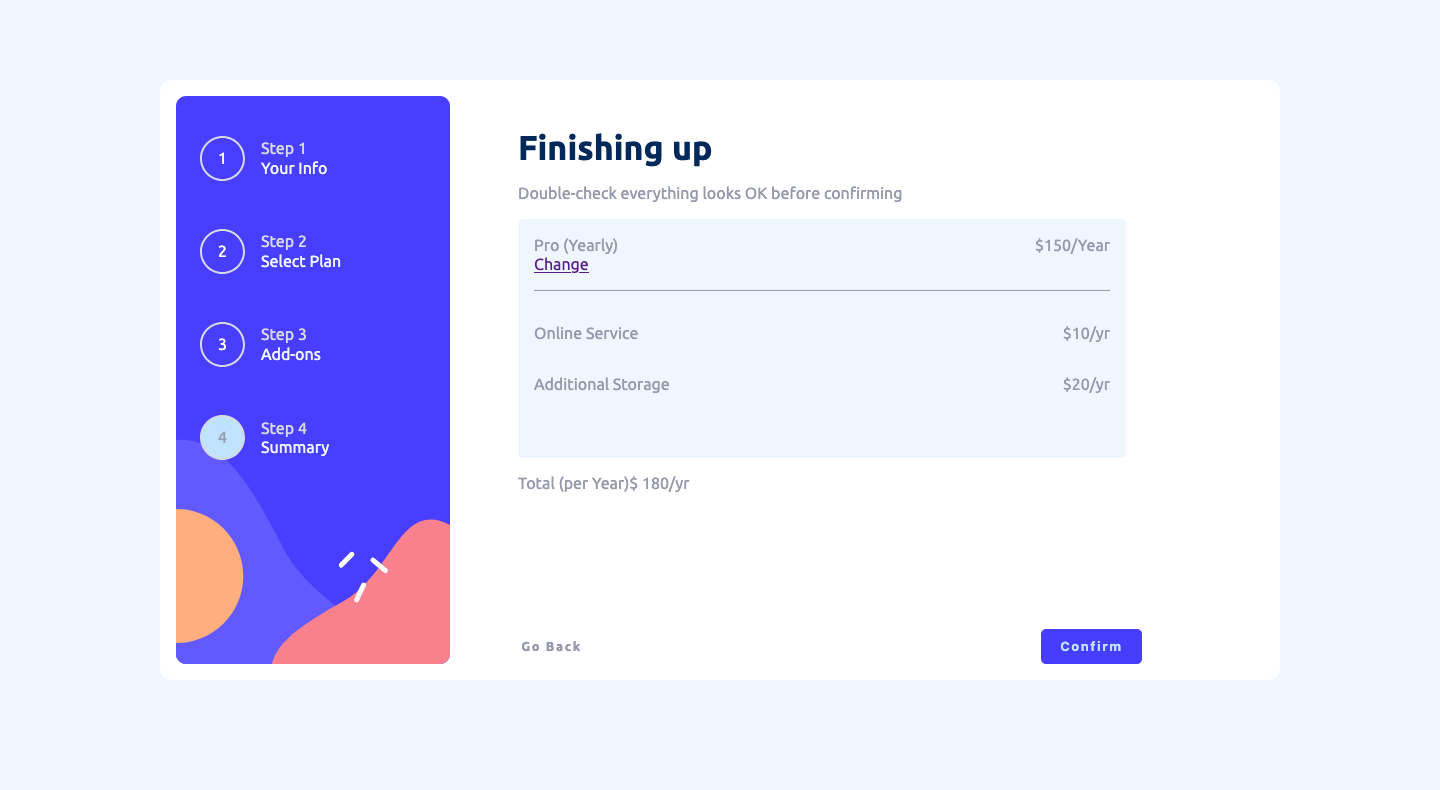 1
Step 1
Your Info
2
Step 2
Select Plan
3
Step 3
Add-ons
4
Step 4
Summary
Finishing up
Double-check everything looks OK before confirming
Pro (Yearly) $150/Year
Change
Online Service $10/yr
Additional Storage $20/yr
Total (per Year)$ 180/yr
Go Back Confirm